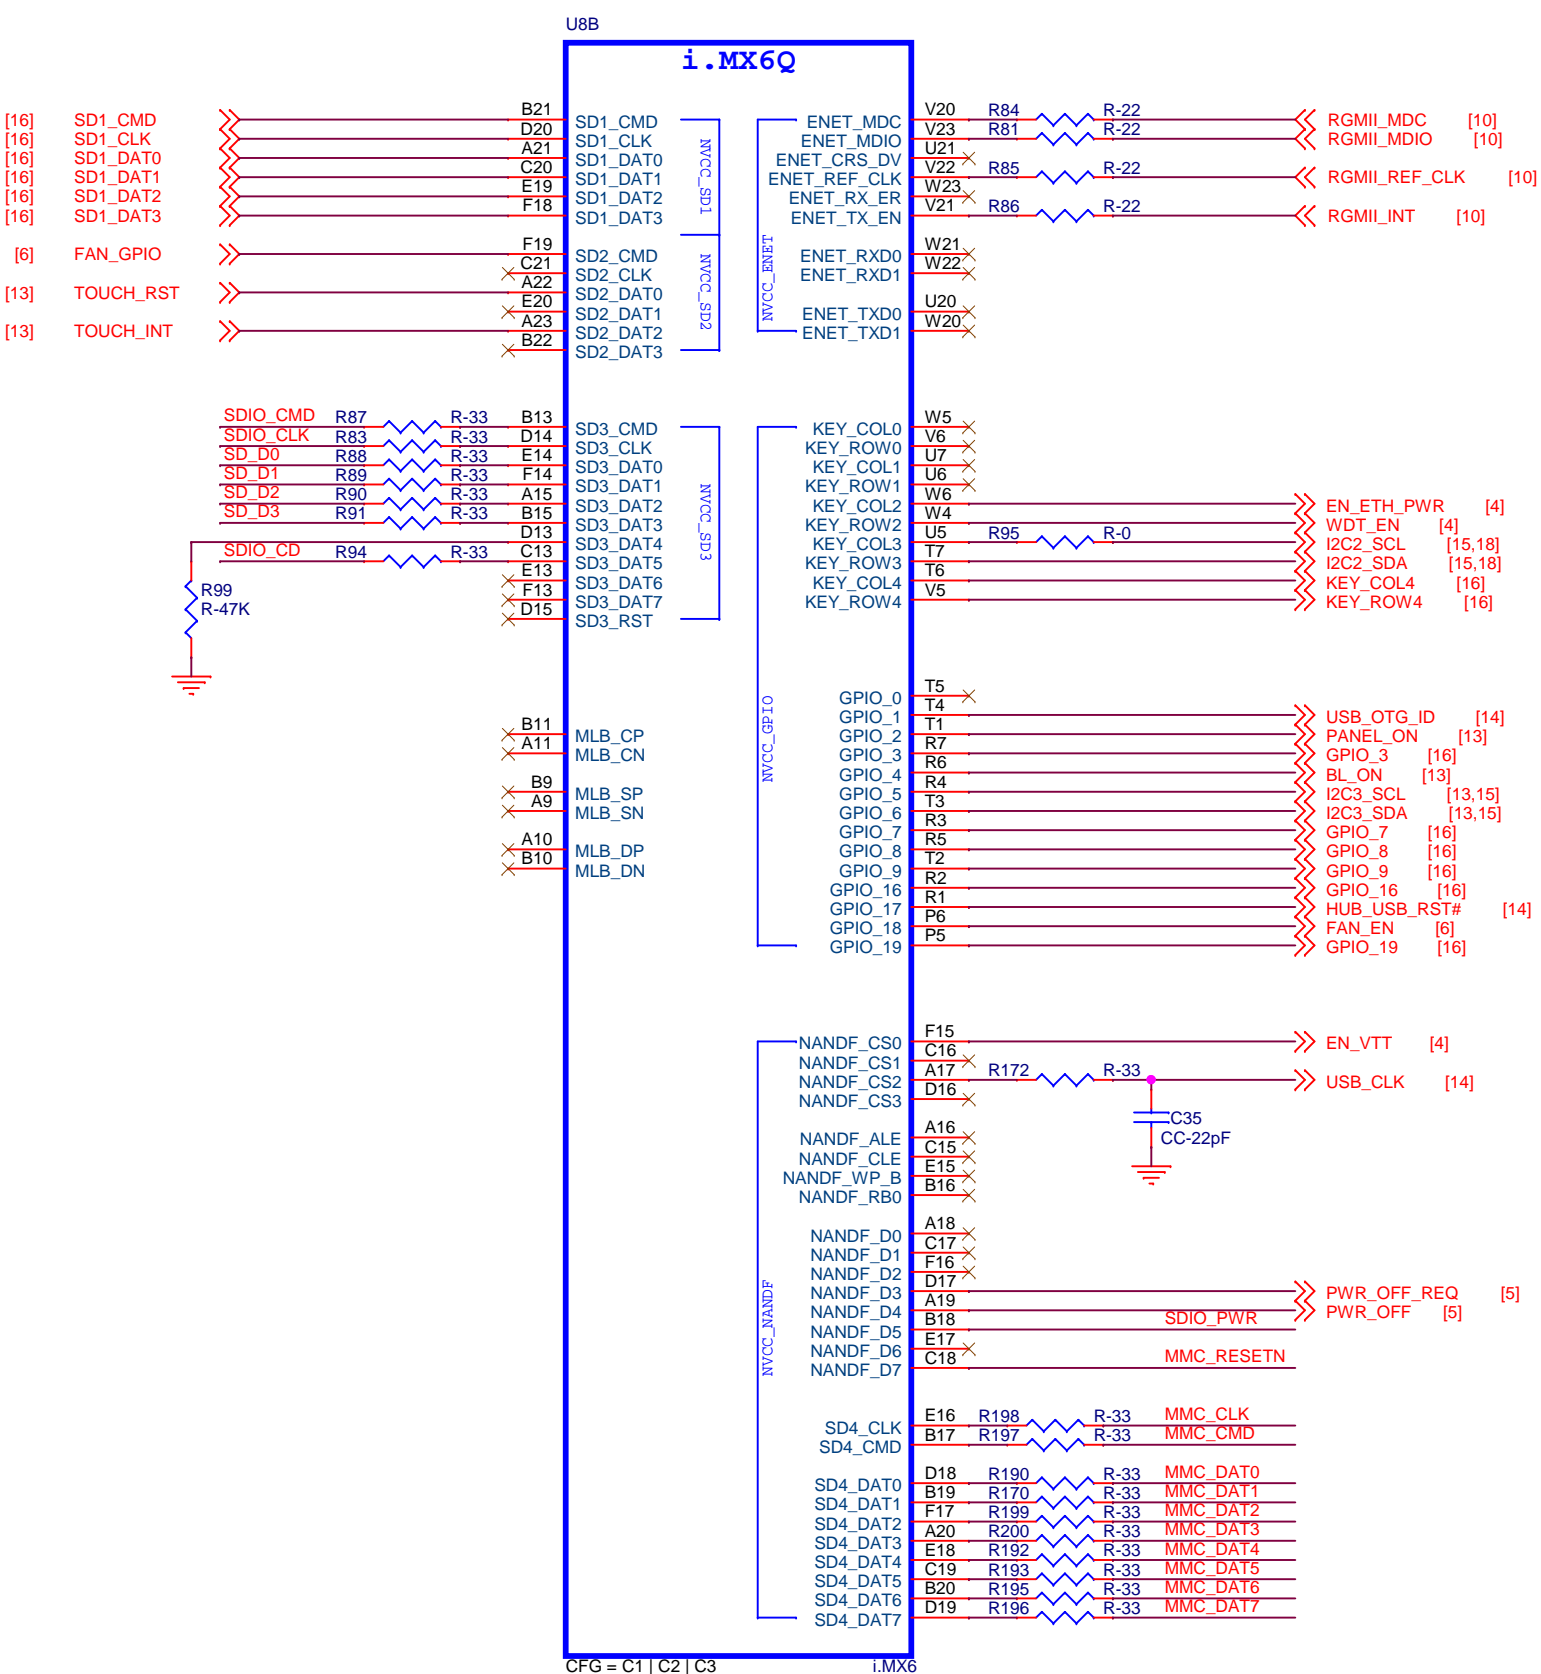 U8B
i.MX6Q
[16] SD1_CMD B21 SD1_CMD
[16] SD1_CLK D20 SD1_CLK
[16] SD1_DAT0 A21 SD1_DAT0
[16] SD1_DAT1 C20 SD1_DAT1
[16] SD1_DAT2 E19 SD1_DAT2
[16] SD1_DAT3 F18 SD1_DAT3
NVCC_SD1
[6] FAN_GPIO F19 SD2_CMD
C21 SD2_CLK
[13] TOUCH_RST A22 SD2_DAT0
E20 SD2_DAT1
[13] TOUCH_INT A23 SD2_DAT2
B22 SD2_DAT3
NVCC_SD2
SDIO_CMD R87 R-33 B13 SD3_CMD
SDIO_CLK R83 R-33 D14 SD3_CLK
SD_D0 R88 R-33 E14 SD3_DAT0
SD_D1 R89 R-33 F14 SD3_DAT1
SD_D2 R90 R-33 A15 SD3_DAT2
SD_D3 R91 R-33 B15 SD3_DAT3
D13 SD3_DAT4
SDIO_CD R94 R-33 C13 SD3_DAT5
E13 SD3_DAT6
F13 SD3_DAT7
D15 SD3_RST
NVCC_SD3
R99
R-47K
B11 MLB_CP
A11 MLB_CN
B9 MLB_SP
A9 MLB_SN
A10 MLB_DP
B10 MLB_DN
ENET_MDC V20 R84 R-22 RGMII_MDC [10]
ENET_MDIO V23 R81 R-22 RGMII_MDIO [10]
ENET_CRS_DV U21
ENET_REF_CLK V22 R85 R-22 RGMII_REF_CLK [10]
ENET_RX_ER W23
ENET_TX_EN V21 R86 R-22 RGMII_INT [10]
ENET_RXD0 W21
ENET_RXD1 W22
ENET_TXD0 U20
ENET_TXD1 W20
NVCC_ENET
KEY_COL0 W5
KEY_ROW0 V6
KEY_COL1 U7
KEY_ROW1 U6
KEY_COL2 W6 EN_ETH_PWR [4]
KEY_ROW2 W4 WDT_EN [4]
KEY_COL3 U5 R95 R-0 I2C2_SCL [15,18]
KEY_ROW3 T7 I2C2_SDA [15,18]
KEY_COL4 T6 KEY_COL4 [16]
KEY_ROW4 V5 KEY_ROW4 [16]
GPIO_0 T5
GPIO_1 T4 USB_OTG_ID [14]
GPIO_2 T1 PANEL_ON [13]
GPIO_3 R7 GPIO_3 [16]
GPIO_4 R6 BL_ON [13]
GPIO_5 R4 I2C3_SCL [13,15]
GPIO_6 T3 I2C3_SDA [13,15]
GPIO_7 R3 GPIO_7 [16]
GPIO_8 R5 GPIO_8 [16]
GPIO_9 T2 GPIO_9 [16]
GPIO_16 R2 GPIO_16 [16]
GPIO_17 R1 HUB_USB_RST# [14]
GPIO_18 P6 FAN_EN [6]
GPIO_19 P5 GPIO_19 [16]
NVCC_GPIO
NANDF_CS0 F15 EN_VTT [4]
NANDF_CS1 C16
NANDF_CS2 A17 R172 R-33 USB_CLK [14]
NANDF_CS3 D16
C35
CC-22pF
NANDF_ALE A16
NANDF_CLE C15
NANDF_WP_B E15
NANDF_RB0 B16
NANDF_D0 A18
NANDF_D1 C17
NANDF_D2 F16
NANDF_D3 D17 PWR_OFF_REQ [5]
NANDF_D4 A19 PWR_OFF [5]
NANDF_D5 B18 SDIO_PWR
NANDF_D6 E17
NANDF_D7 C18 MMC_RESETN
NVCC_NANDF
SD4_CLK E16 R198 R-33 MMC_CLK
SD4_CMD B17 R197 R-33 MMC_CMD
SD4_DAT0 D18 R190 R-33 MMC_DAT0
SD4_DAT1 B19 R170 R-33 MMC_DAT1
SD4_DAT2 F17 R199 R-33 MMC_DAT2
SD4_DAT3 A20 R200 R-33 MMC_DAT3
SD4_DAT4 E18 R192 R-33 MMC_DAT4
SD4_DAT5 C19 R193 R-33 MMC_DAT5
SD4_DAT6 B20 R195 R-33 MMC_DAT6
SD4_DAT7 D19 R196 R-33 MMC_DAT7
CFG = C1 | C2 | C3 i.MX6